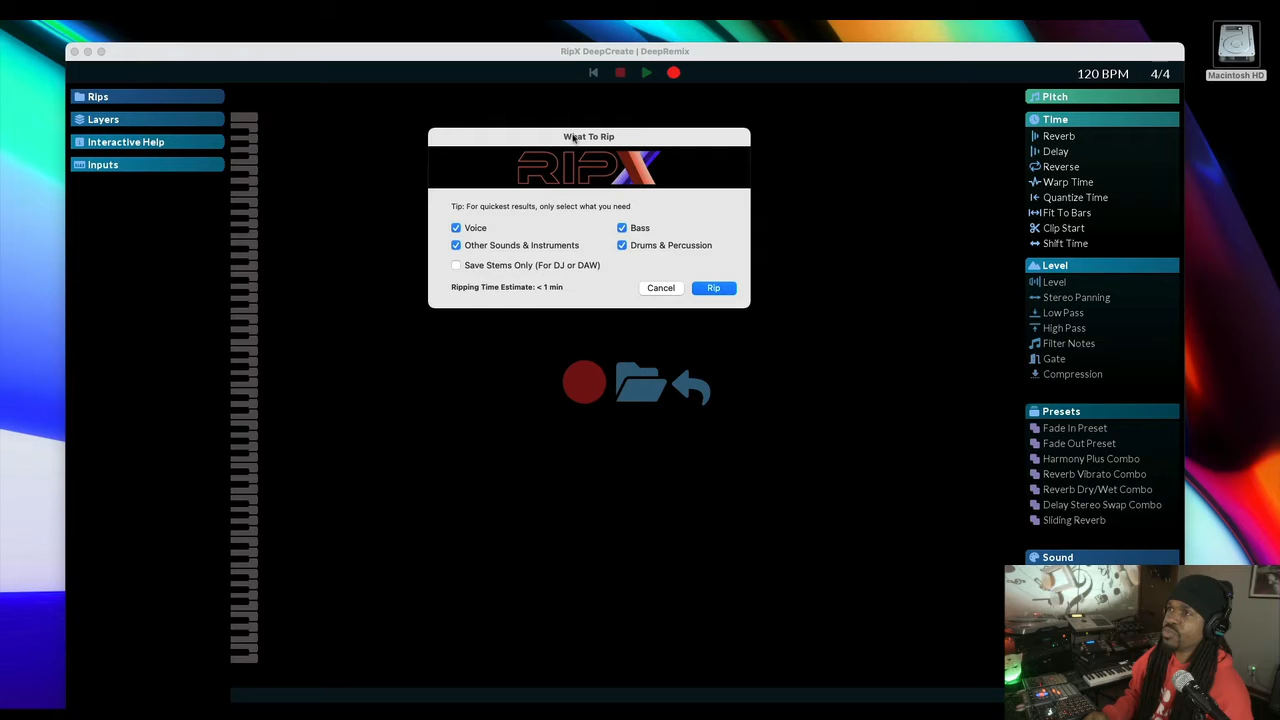 RipX DeepCreate | DeepRemix
Macintosh HD
120 BPM 4/4
Rips
Layers
Interactive Help
Inputs
What To Rip
RIPX
Tip: For quickest results, only select what you need
Voice
Bass
Other Sounds & Instruments
Drums & Percussion
Save Stems Only (For DJ or DAW)
Ripping Time Estimate: < 1 min
Cancel
Rip
Pitch
Time
Reverb
Delay
Reverse
Warp Time
Quantize Time
Fit To Bars
Clip Start
Shift Time
Level
Level
Stereo Panning
Low Pass
High Pass
Filter Notes
Gate
Compression
Presets
Fade In Preset
Fade Out Preset
Harmony Plus Combo
Reverb Vibrato Combo
Reverb Dry/Wet Combo
Delay Stereo Swap Combo
Sliding Reverb
Sound